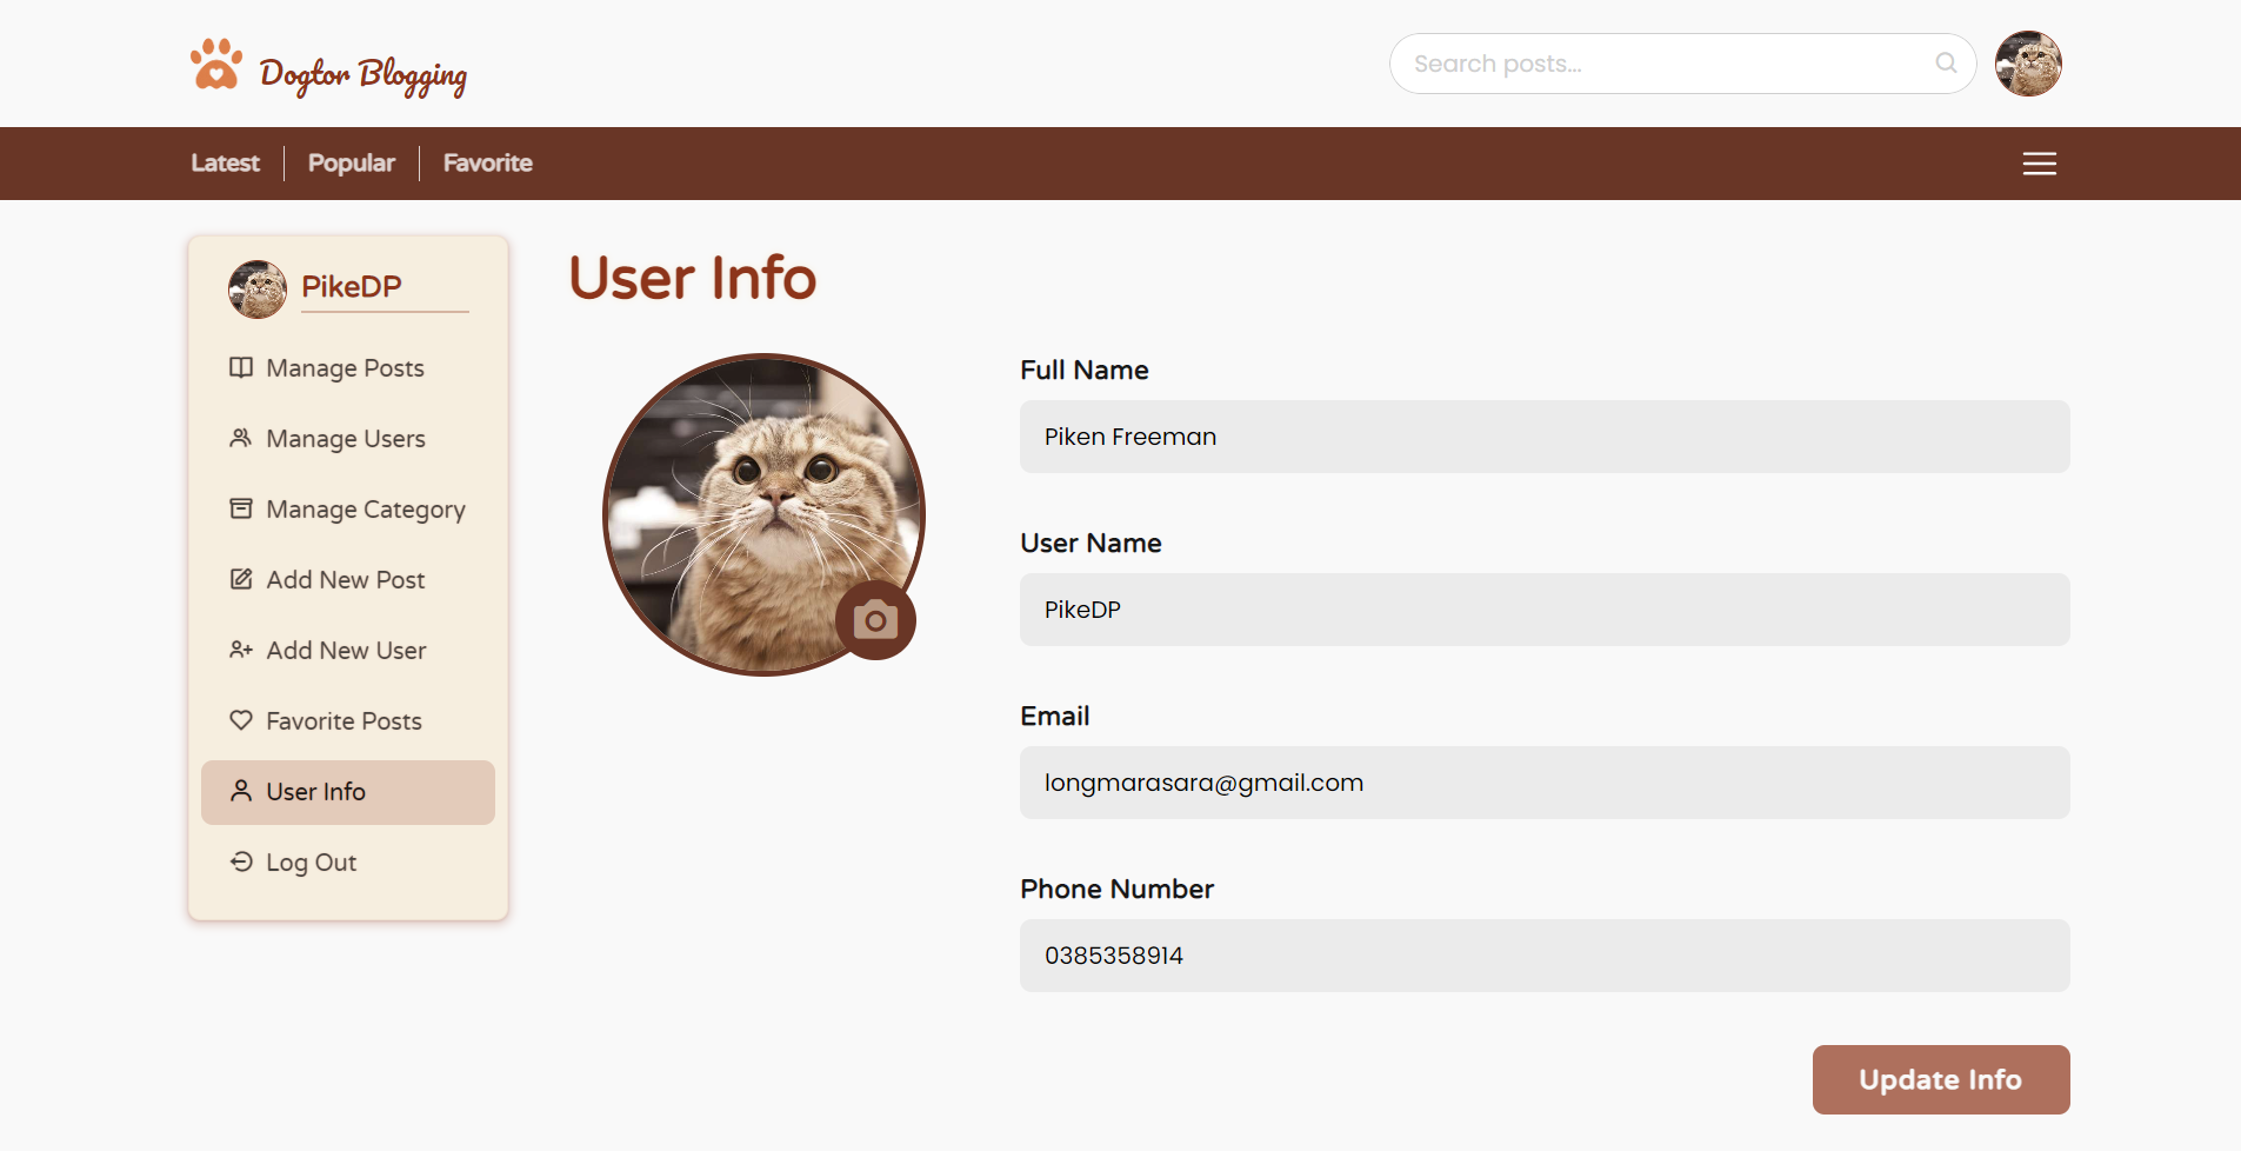 Dogtor Blogging
Search posts...
Latest
Popular
Favorite
PikeDP
Manage Posts
Manage Users
Manage Category
Add New Post
Add New User
Favorite Posts
User Info
Log Out
User Info
Full Name
Piken Freeman
User Name
PikeDP
Email
longmarasara@gmail.com
Phone Number
0385358914
Update Info